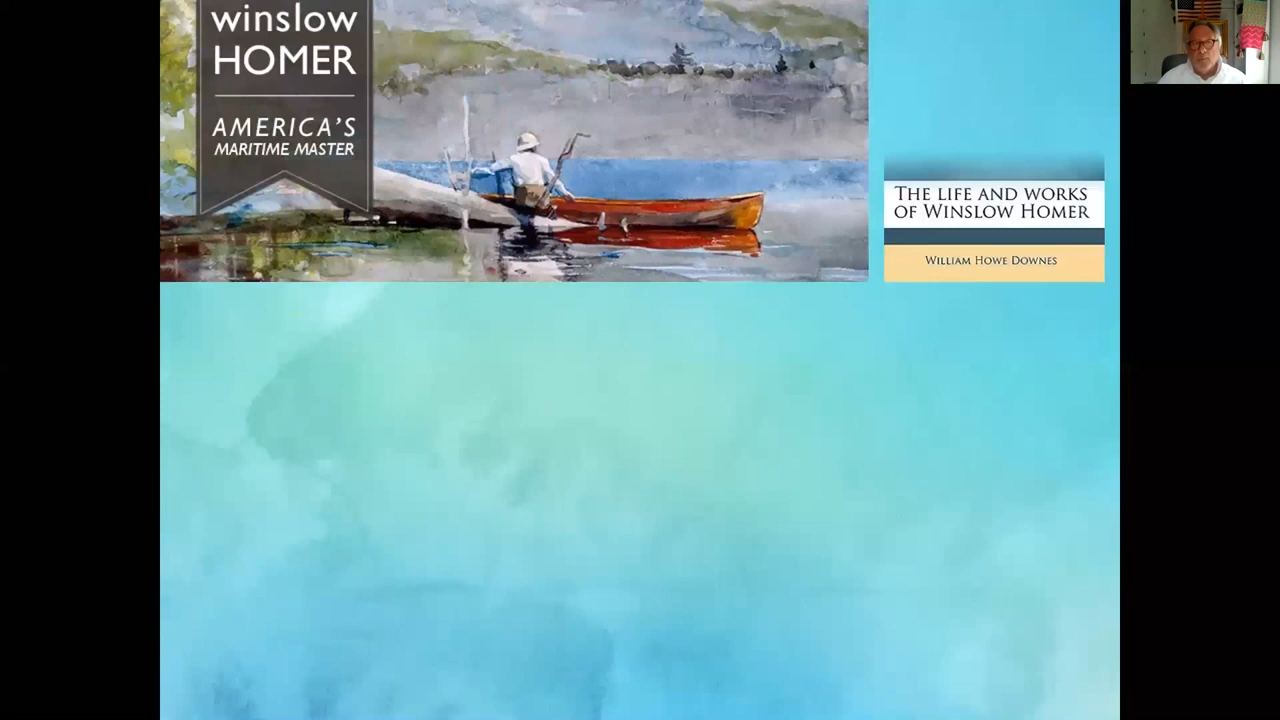 winslow
HOMER
AMERICA'S
MARITIME MASTER
THE LIFE AND WORKS
OF WINSLOW HOMER
WILLIAM HOWE DOWNES